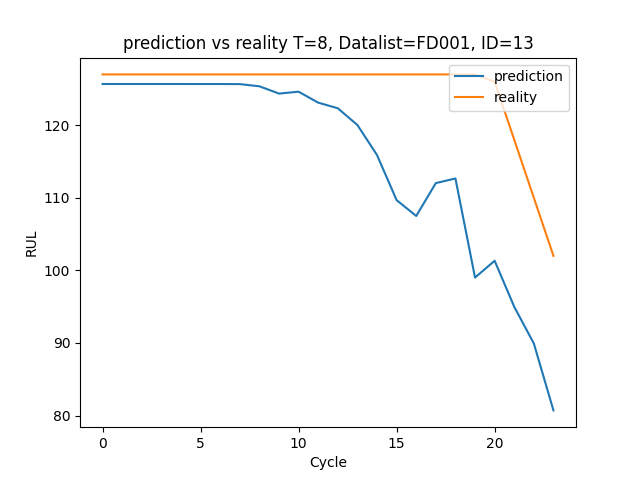 prediction vs reality T=8, Datalist=FD001, ID=13
prediction
reality
RUL
120
110
100
90
80
0 5 10 15 20
Cycle